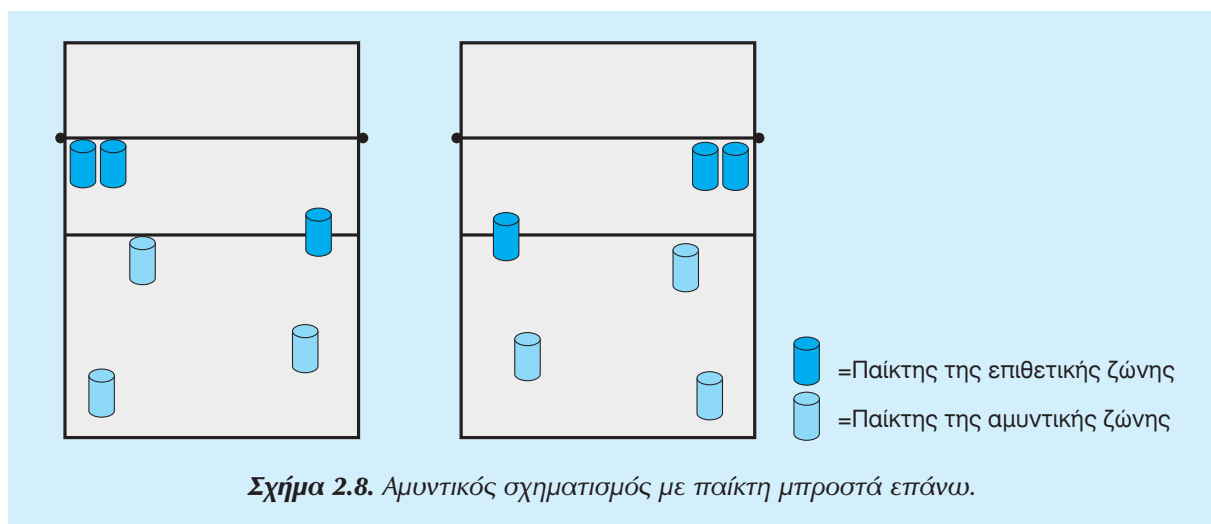 =Παίκτης της επιθετικής ζώνης
=Παίκτης της αμυντικής ζώνης
Σχήμα 2.8. Αμυντικός σχηματισμός με παίκτη μπροστά επάνω.